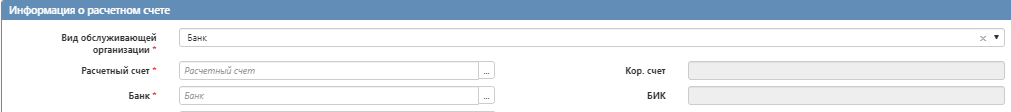 Информация о расчетном счете
Вид обслуживающей
организации * Банк × ▼
Расчетный счет * Расчетный счет ... Кор. счет
Банк * Банк ... БИК